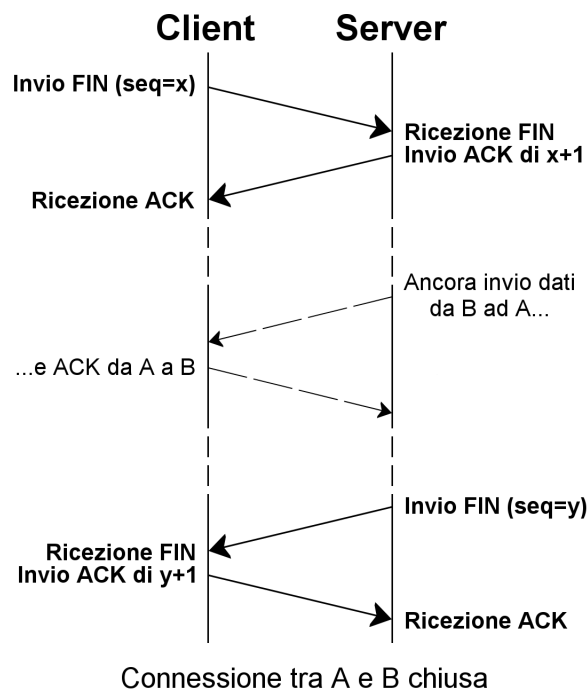 Client
Server
Invio FIN (seq=x)
Ricezione FIN
Invio ACK di x+1
Ricezione ACK
Ancora invio dati
da B ad A...
...e ACK da A a B
Invio FIN (seq=y)
Ricezione FIN
Invio ACK di y+1
Ricezione ACK
Connessione tra A e B chiusa